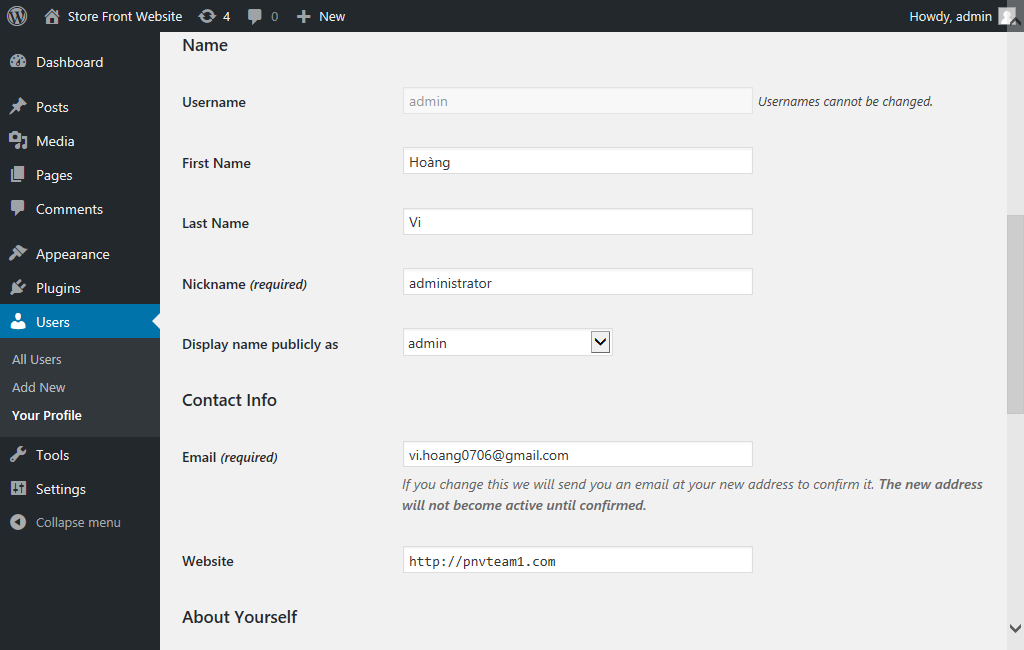 Store Front Website 4 0 New Howdy, admin
Dashboard
Posts
Media
Pages
Comments
Appearance
Plugins
Users
All Users
Add New
Your Profile
Tools
Settings
Collapse menu
Name
Username admin Usernames cannot be changed.
First Name Hoàng
Last Name Vi
Nickname (required) administrator
Display name publicly as admin
Contact Info
Email (required) vi.hoang0706@gmail.com
If you change this we will send you an email at your new address to confirm it. The new address
will not become active until confirmed.
Website http://pnvteam1.com
About Yourself